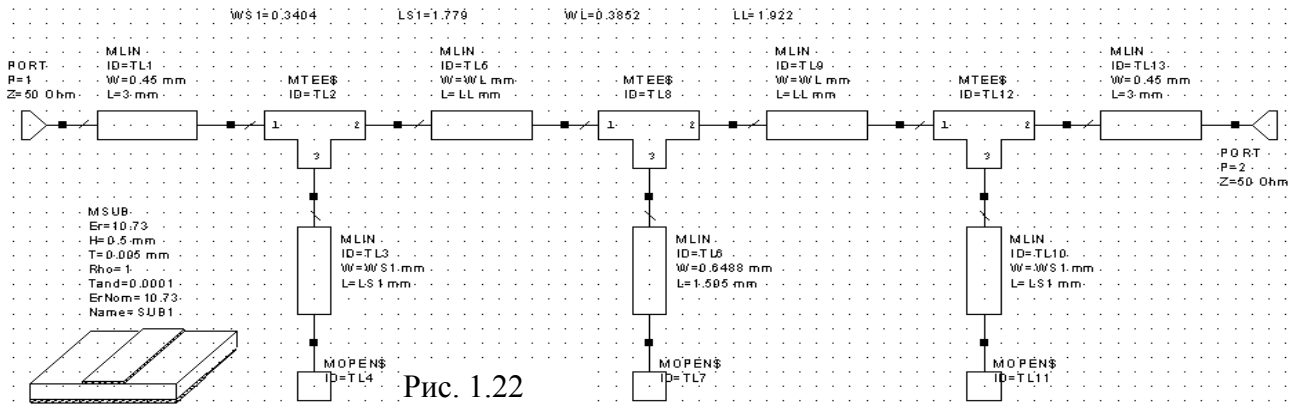 WS1=0.3404
LS1=1.779
WL=0.3852
LL=1.922
PORT
P=1
Z=50 Ohm
MLIN
ID=TL1
W=0.45 mm
L=3 mm
MTEE$
ID=TL2
MLIN
ID=TL5
W=WL mm
L=LL mm
MTEE$
ID=TL8
MLIN
ID=TL9
W=WL mm
L=LL mm
MTEE$
ID=TL12
MLIN
ID=TL13
W=0.45 mm
L=3 mm
1 2
3
1 2
3
1 2
3
PORT
P=2
Z=50 Ohm
MSUB
Er=10.73
H=0.5 mm
T=0.005 mm
Rho=1
Tand=0.0001
ErNom=10.73
Name=SUB1
MLIN
ID=TL3
W=WS1 mm
L=LS1 mm
MLIN
ID=TL6
W=0.6488 mm
L=1.505 mm
MLIN
ID=TL10
W=WS1 mm
L=LS1 mm
MOPEN$
ID=TL4
MOPEN$
ID=TL7
MOPEN$
ID=TL11
Рис. 1.22